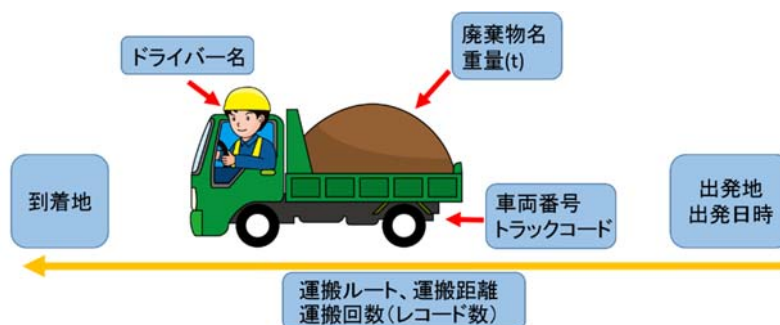 ドライバー名
廃棄物名
重量(t)
到着地
車両番号
トラックコード
出発地
出発日時
運搬ルート、運搬距離
運搬回数(レコード数)